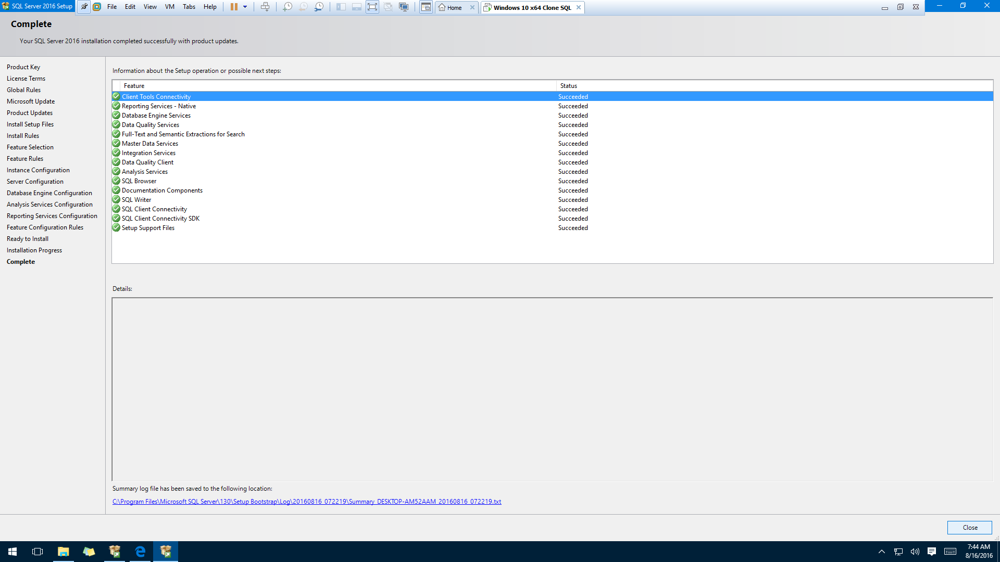 SQL Server 2016 Setup
File Edit View VM Tabs Help
Home
Windows 10 x64 Clone SQL
Complete
Your SQL Server 2016 installation completed successfully with product updates.
Product Key
License Terms
Global Rules
Microsoft Update
Product Updates
Install Setup Files
Install Rules
Feature Selection
Feature Rules
Instance Configuration
Server Configuration
Database Engine Configuration
Analysis Services Configuration
Reporting Services Configuration
Feature Configuration Rules
Ready to Install
Installation Progress
Complete
Information about the Setup operation or possible next steps:
Feature Status
Client Tools Connectivity Succeeded
Reporting Services - Native Succeeded
Database Engine Services Succeeded
Data Quality Services Succeeded
Full-Text and Semantic Extractions for Search Succeeded
Master Data Services Succeeded
Integration Services Succeeded
Data Quality Client Succeeded
Analysis Services Succeeded
SQL Browser Succeeded
Documentation Components Succeeded
SQL Writer Succeeded
SQL Client Connectivity Succeeded
SQL Client Connectivity SDK Succeeded
Setup Support Files Succeeded
Details:
Summary log file has been saved to the following location:
C:\Program Files\Microsoft SQL Server\130\Setup Bootstrap\Log\20160816_072219\Summary_DESKTOP-AM52AAM_20160816_072219.txt
Close
7:44 AM
8/16/2016